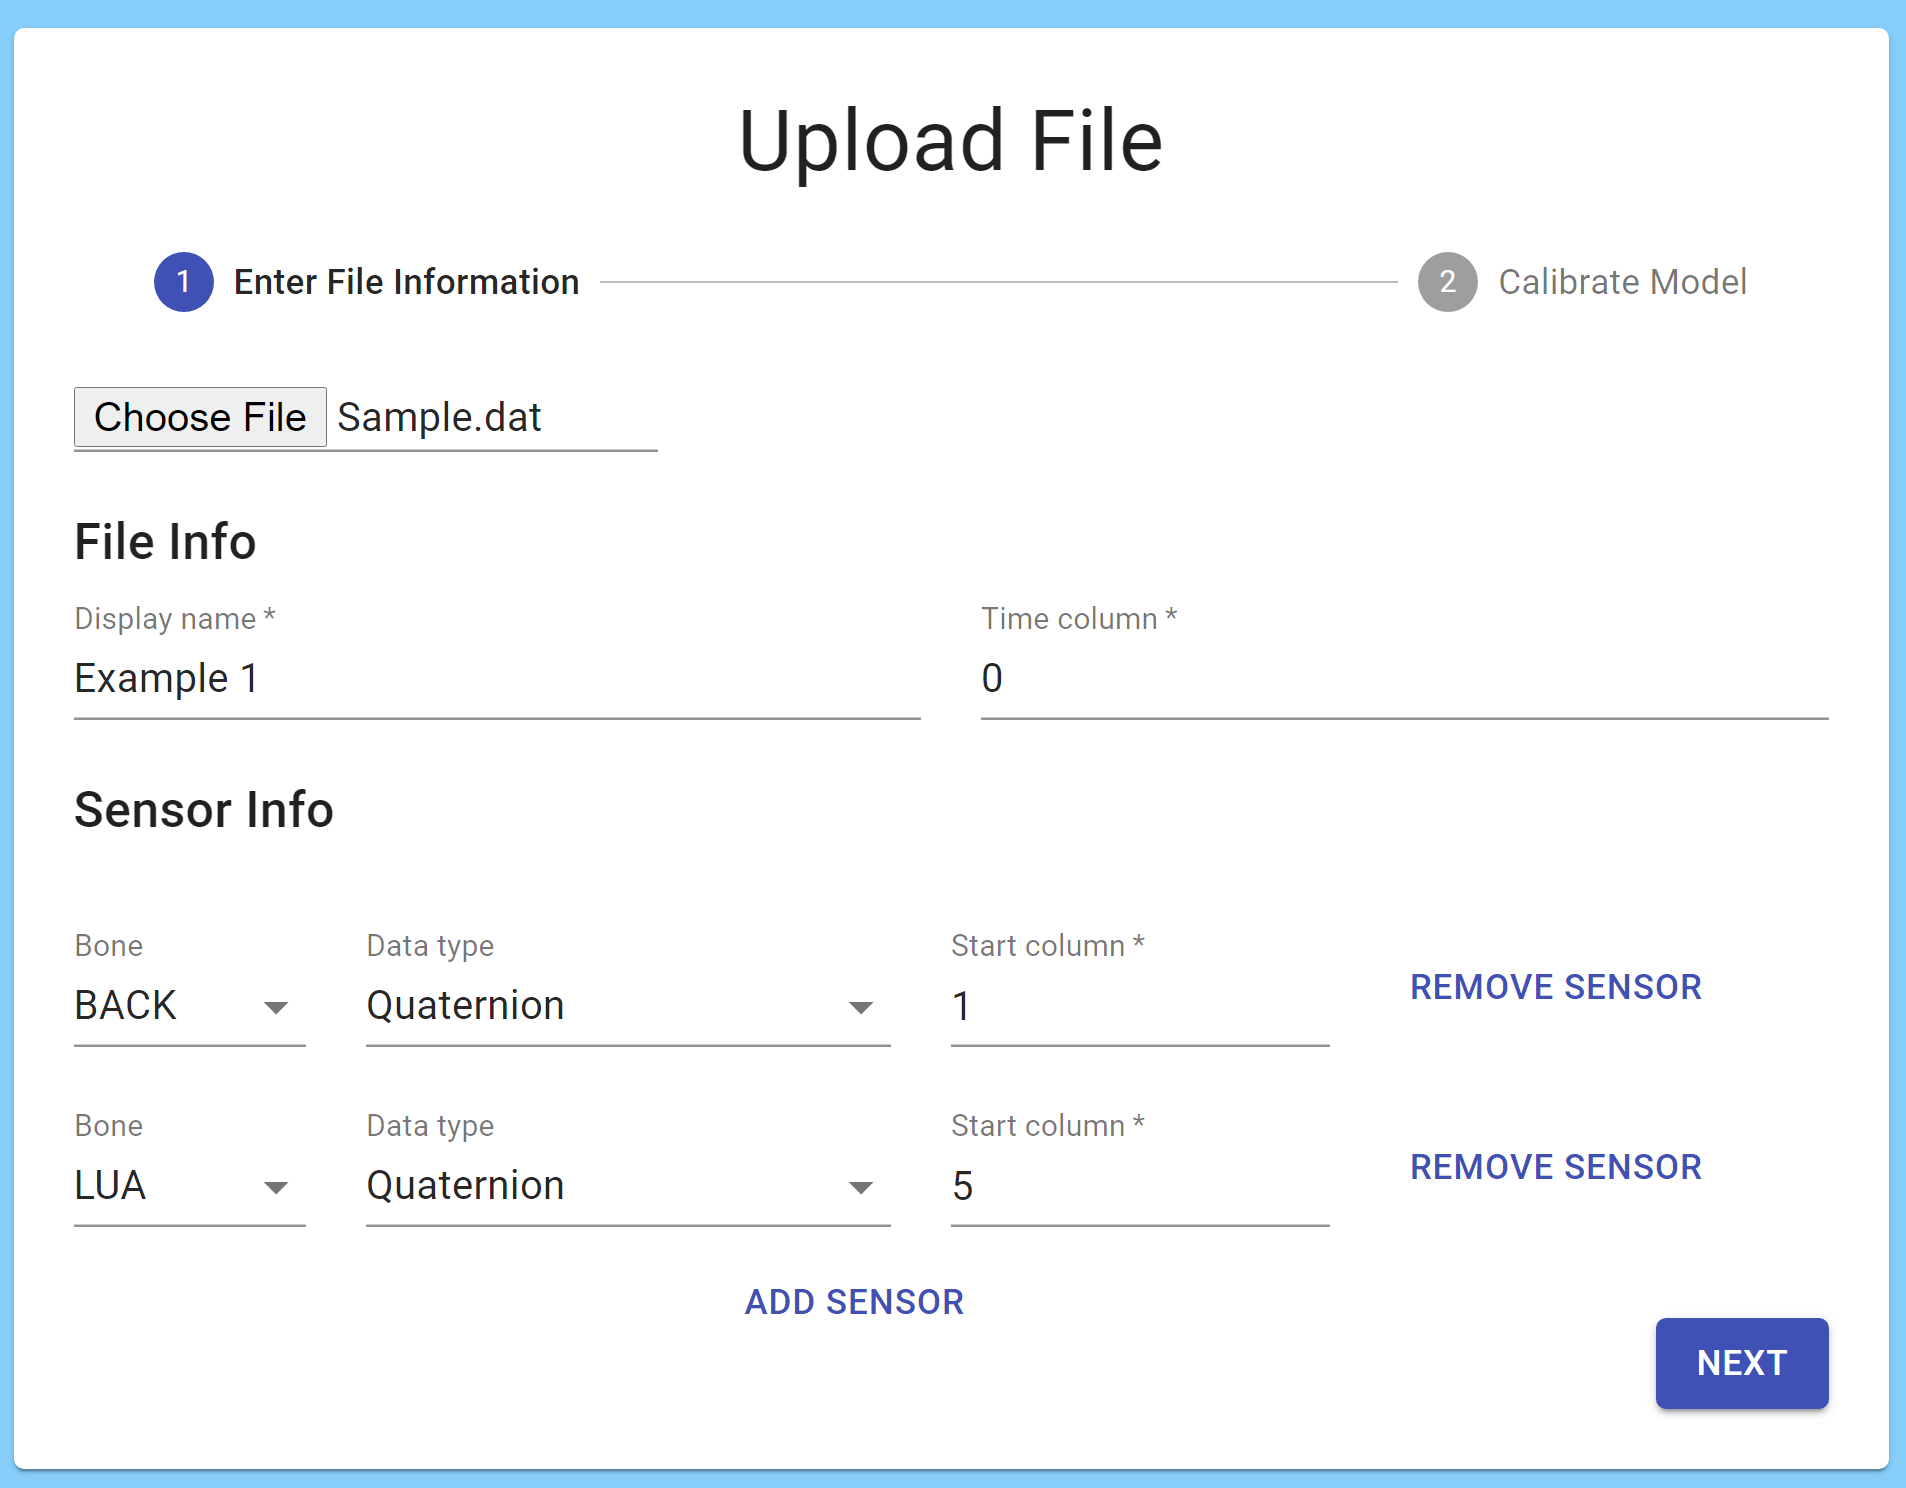 Upload File
1 Enter File Information 2 Calibrate Model
Choose File Sample.dat
File Info
Display name * Time column *
Example 1 0
Sensor Info
Bone Data type Start column *
BACK Quaternion 1 REMOVE SENSOR
Bone Data type Start column *
LUA Quaternion 5 REMOVE SENSOR
ADD SENSOR
NEXT